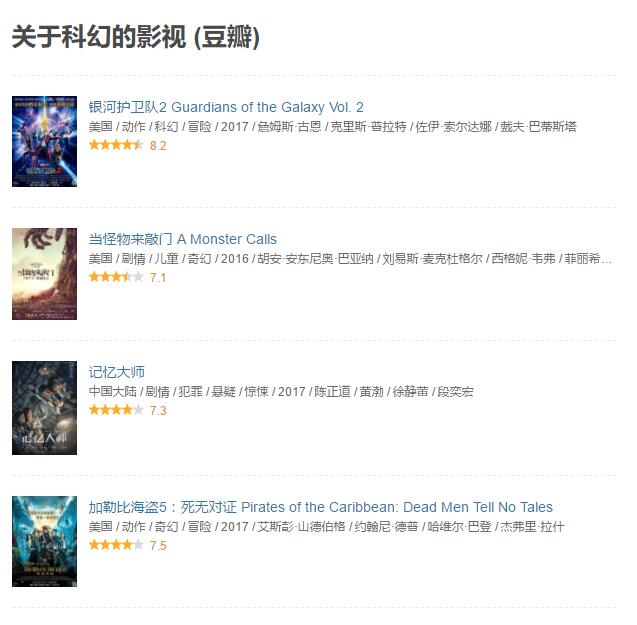 关于科幻的影视 (豆瓣)
银河护卫队2 Guardians of the Galaxy Vol. 2
美国 / 动作 / 科幻 / 冒险 / 2017 / 詹姆斯·古恩 / 克里斯·普拉特 / 佐伊·索尔达娜 / 戴夫·巴蒂斯塔
8.2
当怪物来敲门 A Monster Calls
美国 / 剧情 / 儿童 / 奇幻 / 2016 / 胡安·安东尼奥·巴亚纳 / 刘易斯·麦克杜格尔 / 西格妮·韦弗 / 菲丽希...
7.1
记忆大师
中国大陆 / 剧情 / 犯罪 / 悬疑 / 惊悚 / 2017 / 陈正道 / 黄渤 / 徐静蕾 / 段奕宏
7.3
记忆大师
加勒比海盗5：死无对证 Pirates of the Caribbean: Dead Men Tell No Tales
美国 / 动作 / 奇幻 / 冒险 / 2017 / 艾斯彭·山德伯格 / 约翰尼·德普 / 哈维尔·巴登 / 杰弗里·拉什
7.5